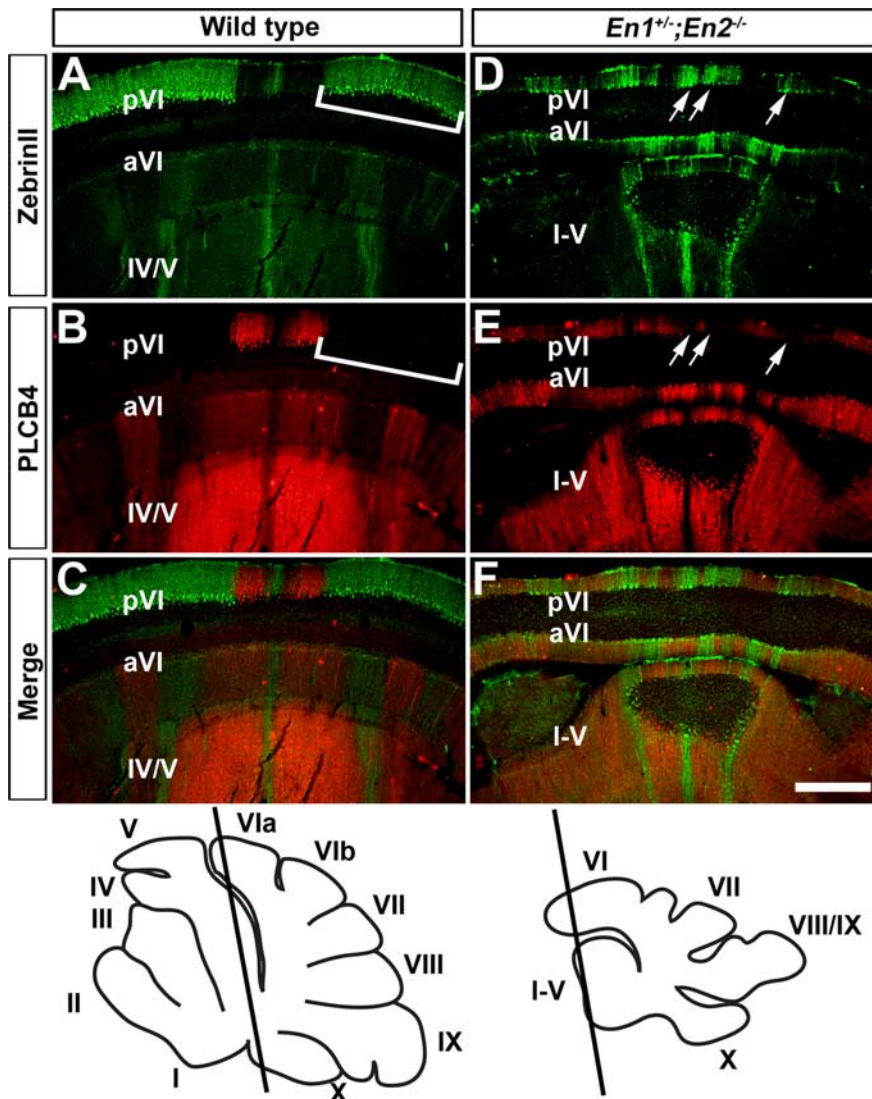 Wild type
En1+/-;En2-/-
ZebrinII
A
pVI
aVI
IV/V
D
pVI
aVI
I-V
PLCB4
B
pVI
aVI
IV/V
E
pVI
aVI
I-V
Merge
C
pVI
aVI
IV/V
F
pVI
aVI
I-V
V
VIa
VIb
IV
III
VII
II
VIII
IX
I
X
VI
VII
VIII/IX
I-V
X